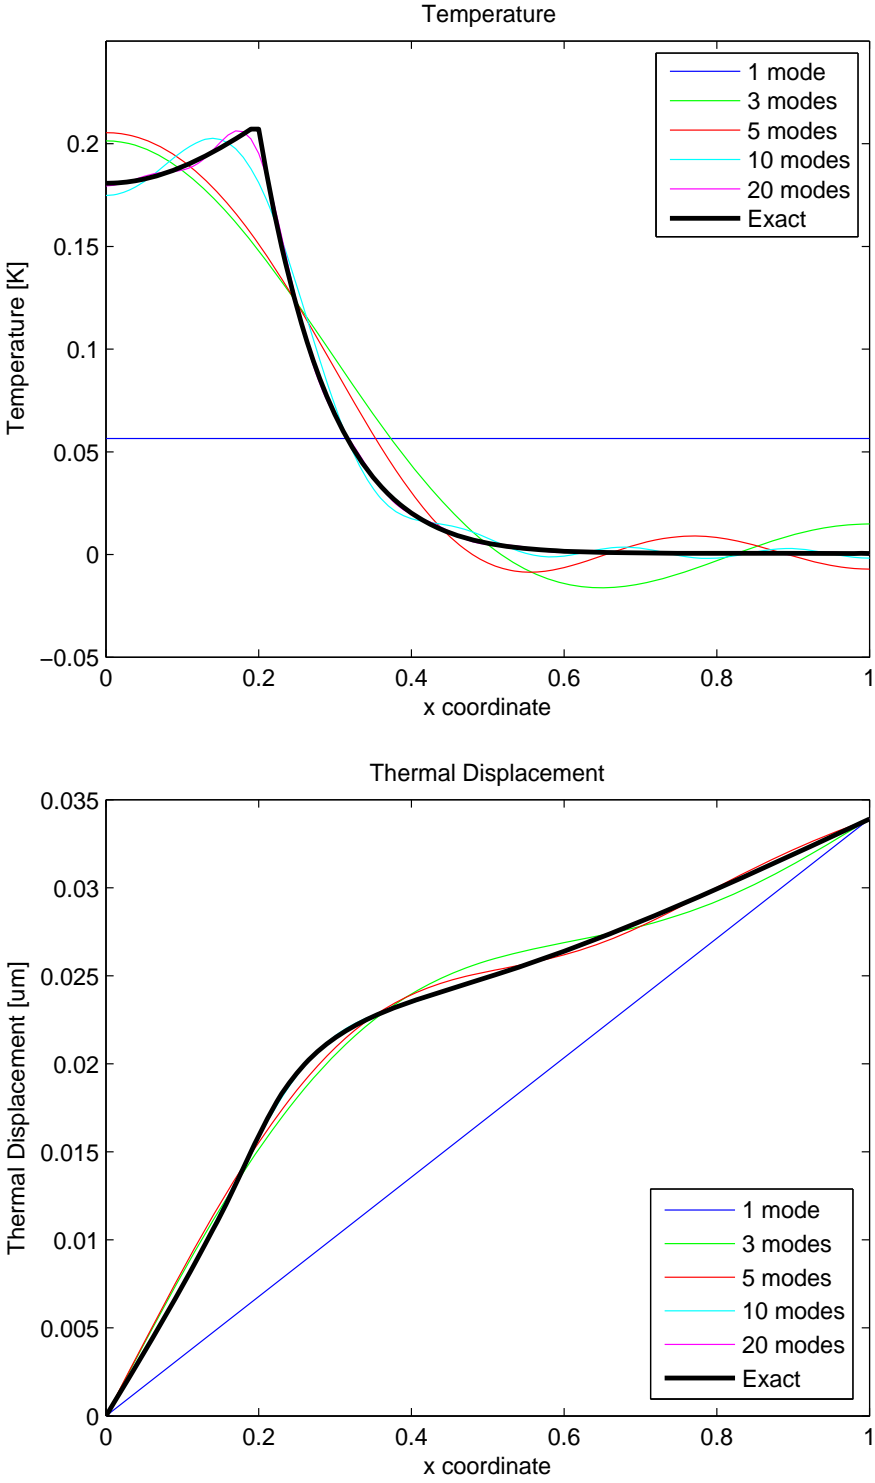 Temperature
1 mode
3 modes
5 modes
10 modes
20 modes
Exact
0.2
0.15
0.1
0.05
0
−0.05
Temperature [K]
0 0.2 0.4 0.6 0.8 1
x coordinate
Thermal Displacement
0.035
0.03
0.025
0.02
0.015
0.01
0.005
0
Thermal Displacement [um]
1 mode
3 modes
5 modes
10 modes
20 modes
Exact
0 0.2 0.4 0.6 0.8 1
x coordinate